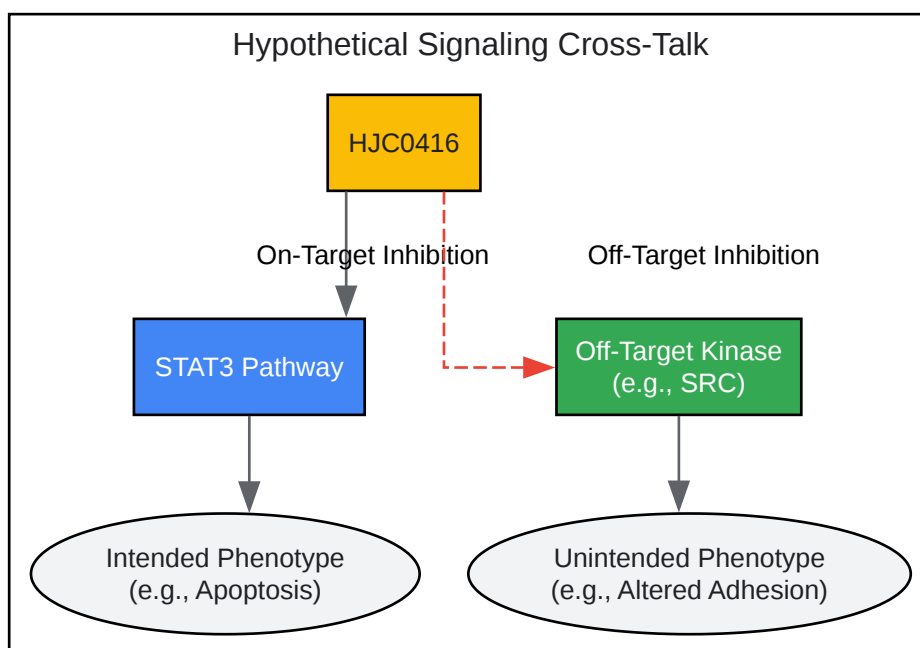 Hypothetical Signaling Cross-Talk
HJC0416
On-Target Inhibition
Off-Target Inhibition
STAT3 Pathway
Off-Target Kinase
(e.g., SRC)
Intended Phenotype
(e.g., Apoptosis)
Unintended Phenotype
(e.g., Altered Adhesion)